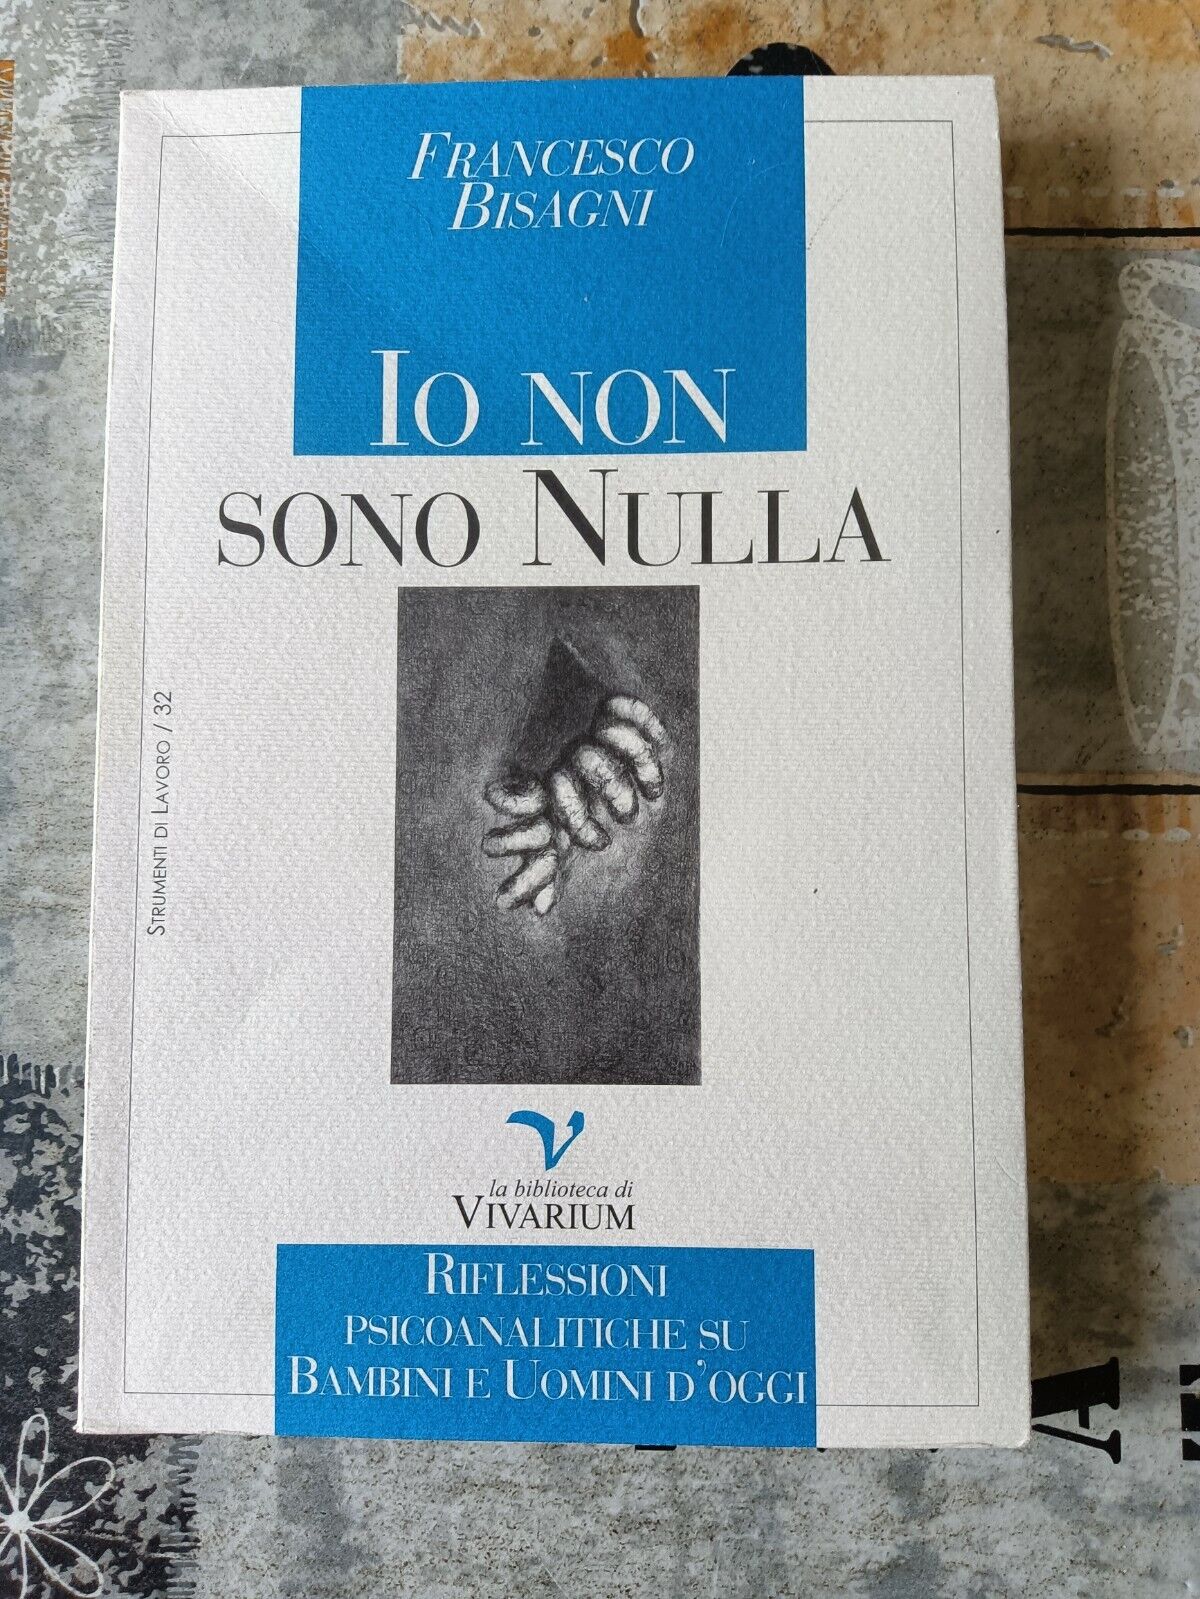 FRANCESCO
BISAGNI
IO NON
SONO NULLA
STRUMENTI DI LAVORO / 32
la biblioteca di
VIVARIUM
RIFLESSIONI
PSICOANALITICHE SU
BAMBINI E UOMINI D'OGGI